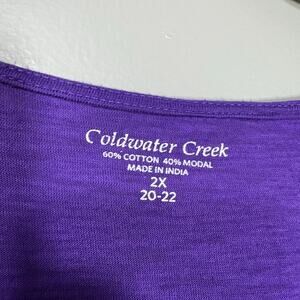 Coldwater Creek
60% COTTON 40% MODAL
MADE IN INDIA
2X
20-22